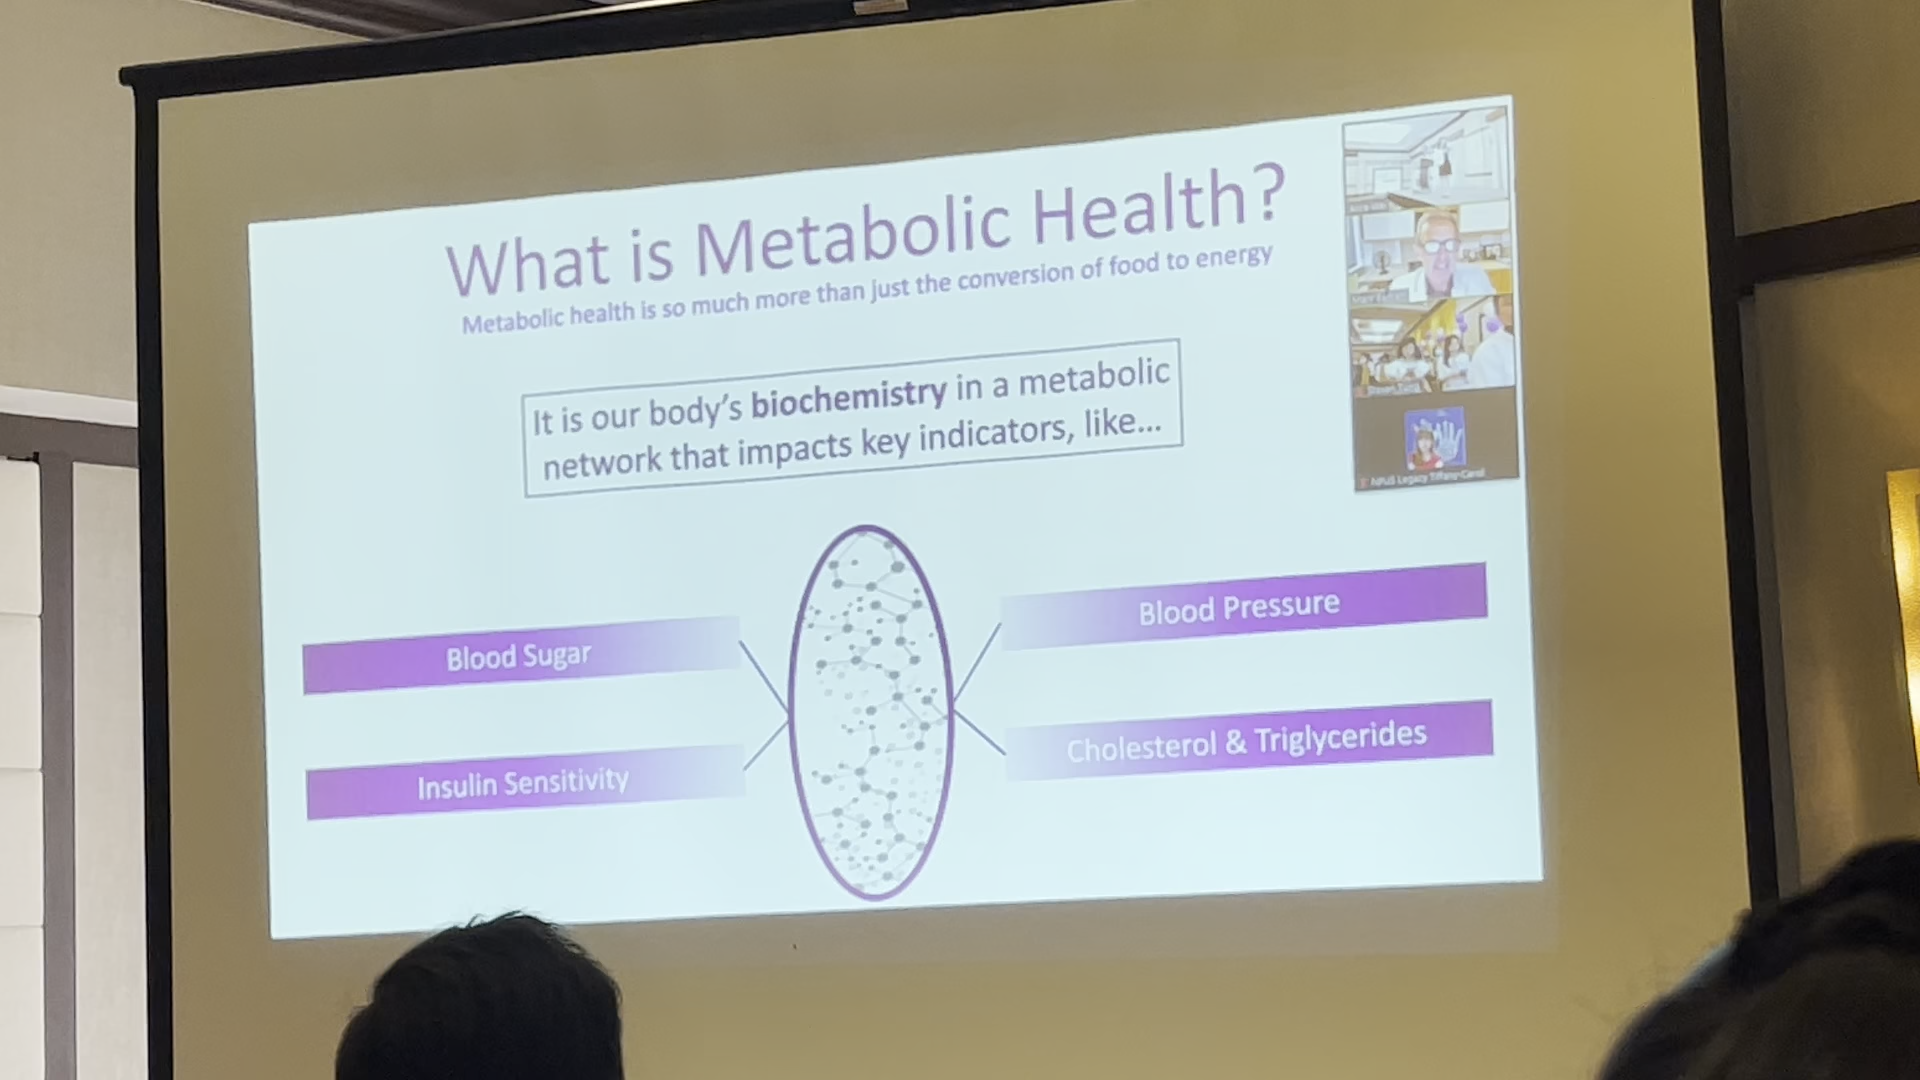 What is Metabolic Health?
Metabolic health is so much more than just the conversion of food to energy
It is our body's biochemistry in a metabolic
network that impacts key indicators, like...
Blood Sugar
Blood Pressure
Insulin Sensitivity
Cholesterol & Triglycerides
Legacy Tiffany